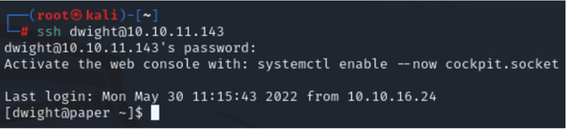 ┌──(root㉿kali)-[~]
└─# ssh dwight@10.10.11.143
dwight@10.10.11.143's password:
Activate the web console with: systemctl enable --now cockpit.socket
Last login: Mon May 30 11:15:43 2022 from 10.10.16.24
[dwight@paper ~]$